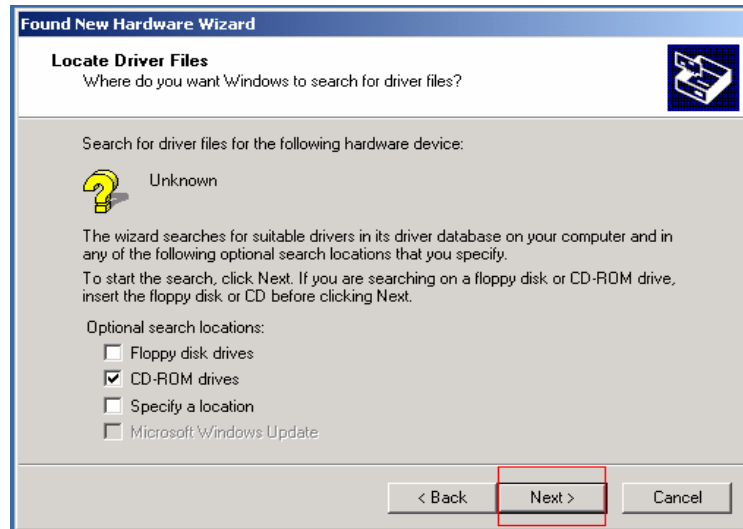 Found New Hardware Wizard
Locate Driver Files
Where do you want Windows to search for driver files?
Search for driver files for the following hardware device:
Unknown
The wizard searches for suitable drivers in its driver database on your computer and in
any of the following optional search locations that you specify.
To start the search, click Next. If you are searching on a floppy disk or CD-ROM drive,
insert the floppy disk or CD before clicking Next.
Optional search locations:
Floppy disk drives
CD-ROM drives
Specify a location
Microsoft Windows Update
< Back Next > Cancel